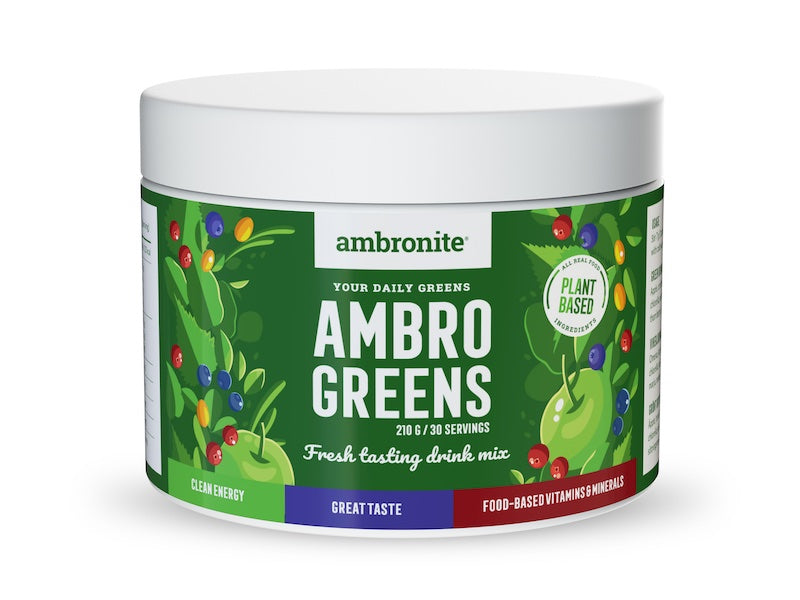 ambronite®
YOUR DAILY GREENS
AMBRO
GREENS
210 G / 30 SERVINGS
Fresh tasting drink mix
ALL REAL FOOD
PLANT
BASED
INGREDIENTS
CLEAN ENERGY
GREAT TASTE
FOOD-BASED VITAMINS & MINERALS